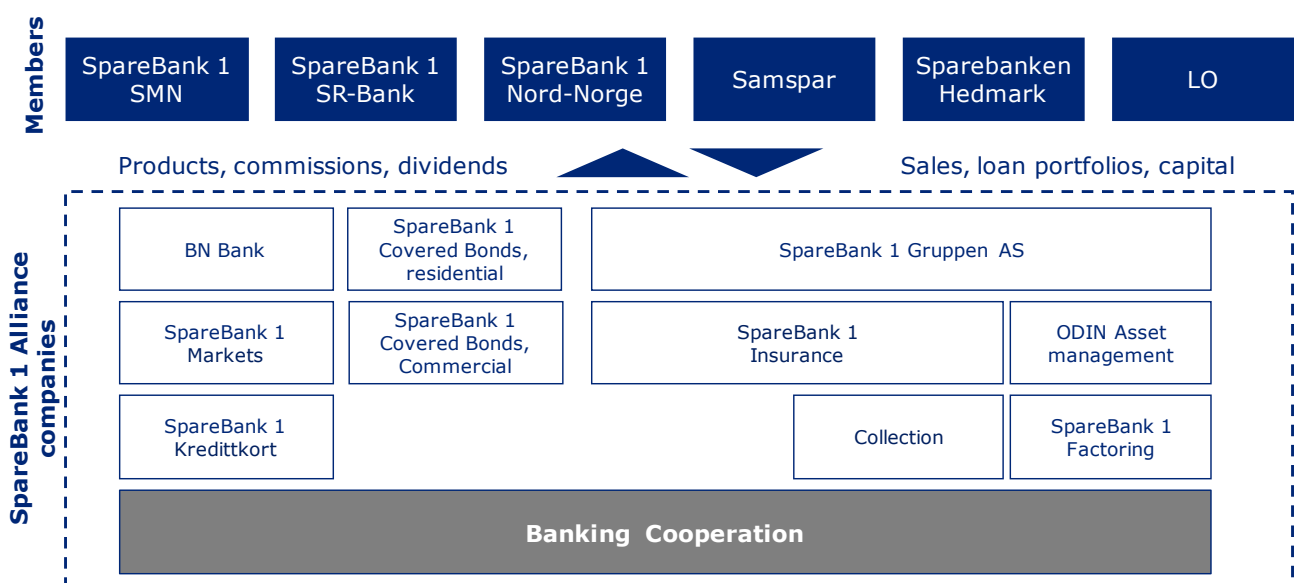 Members
SpareBank 1
SMN
SpareBank 1
SR-Bank
SpareBank 1
Nord-Norge
Samspar
Sparebanken
Hedmark
LO
Products, commissions, dividends
Sales, loan portfolios, capital
SpareBank 1 Alliance
companies
BN Bank
SpareBank 1
Covered Bonds,
residential
SpareBank 1 Gruppen AS
SpareBank 1
Markets
SpareBank 1
Covered Bonds,
Commercial
SpareBank 1
Insurance
ODIN Asset
management
SpareBank 1
Kredittkort
Collection
SpareBank 1
Factoring
Banking Cooperation